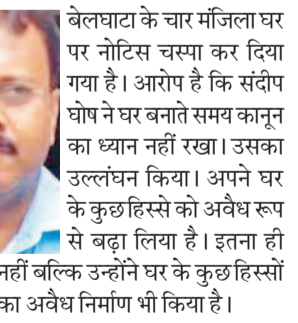 बेलघाटा के चार मंजिला घर
पर नोटिस चस्पा कर दिया
गया है। आरोप है कि संदीप
घोष ने घर बनाते समय कानून
का ध्यान नहीं रखा। उसका
उल्लंघन किया। अपने घर
के कुछ हिस्से को अवैध रूप
से बढ़ा लिया है। इतना ही
नहीं बल्कि उन्होंने घर के कुछ हिस्सों
का अवैध निर्माण भी किया है।